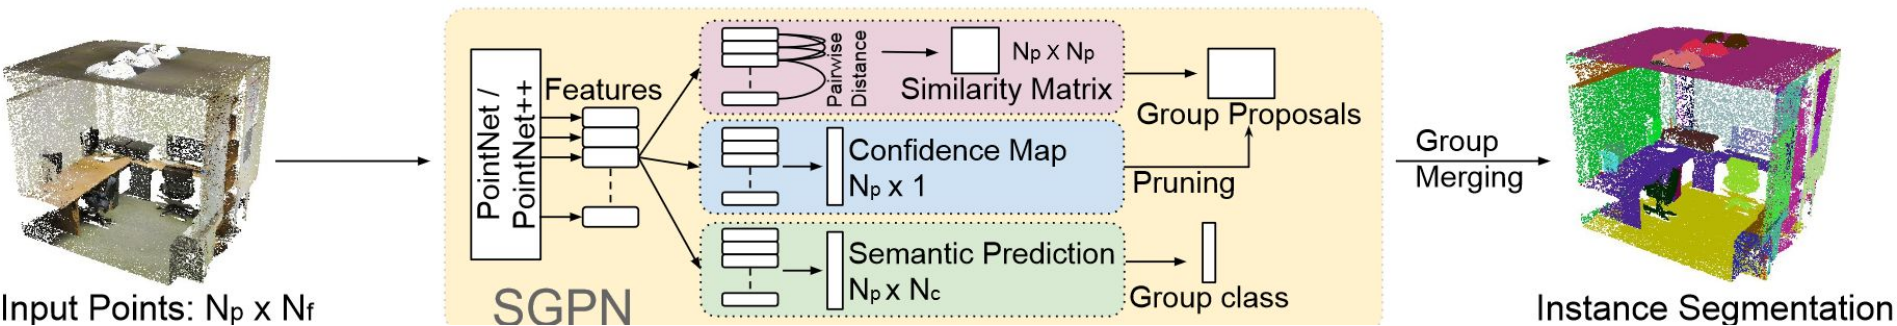 Input Points: Np x Nf
PointNet /
PointNet++
Features
SGPN
Pairwise
Distance
Np x Np
Similarity Matrix
Confidence Map
Np x 1
Semantic Prediction
Np x Nc
Group Proposals
Pruning
Group class
Group
Merging
Instance Segmentation